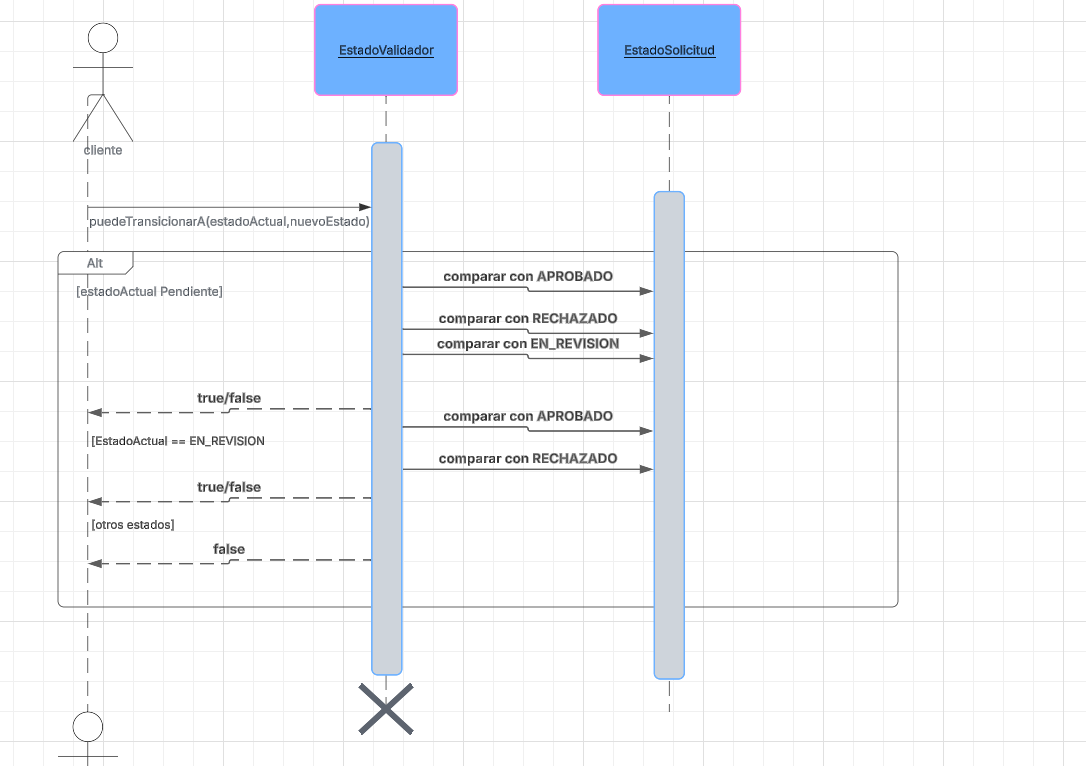 EstadoValidador
EstadoSolicitud
cliente
puedeTransicionarA(estadoActual,nuevoEstado)
Alt
[estadoActual Pendiente]
comparar con APROBADO
comparar con RECHAZADO
comparar con EN_REVISION
true/false
comparar con APROBADO
[EstadoActual == EN_REVISION
comparar con RECHAZADO
true/false
[otros estados]
false